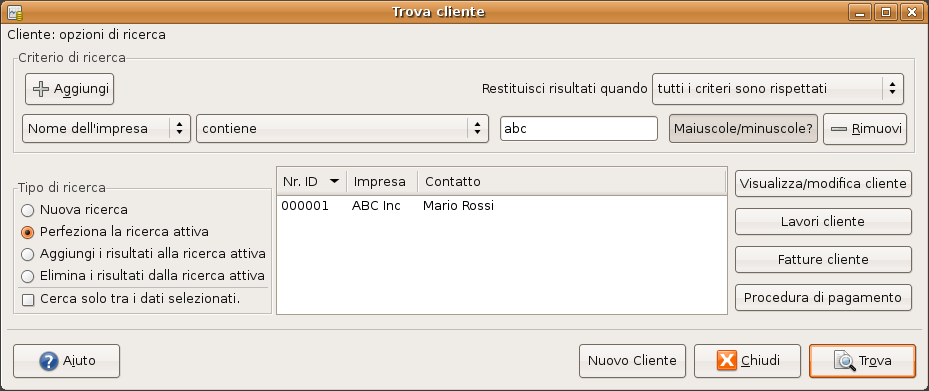 Trova cliente
Cliente: opzioni di ricerca
Criterio di ricerca
Aggiungi
Restituisci risultati quando
tutti i criteri sono rispettati
Nome dell'impresa
contiene
abc
Maiuscole/minuscole?
Rimuovi
Tipo di ricerca
Nuova ricerca
Perfeziona la ricerca attiva
Aggiungi i risultati alla ricerca attiva
Elimina i risultati dalla ricerca attiva
Cerca solo tra i dati selezionati.
Nr. ID Impresa Contatto
000001 ABC Inc Mario Rossi
Visualizza/modifica cliente
Lavori cliente
Fatture cliente
Procedura di pagamento
Aiuto
Nuovo Cliente
Chiudi
Trova